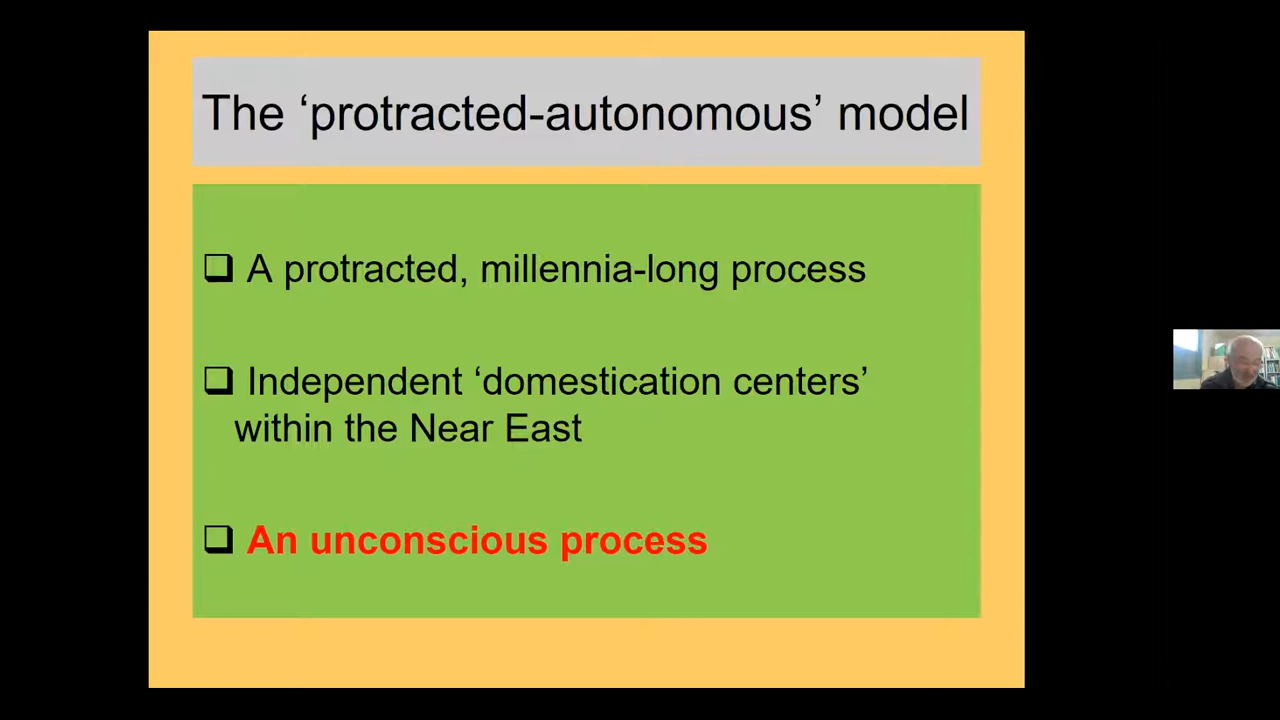 The ‘protracted-autonomous’ model
❑ A protracted, millennia-long process
❑ Independent ‘domestication centers’
within the Near East
❑ An unconscious process